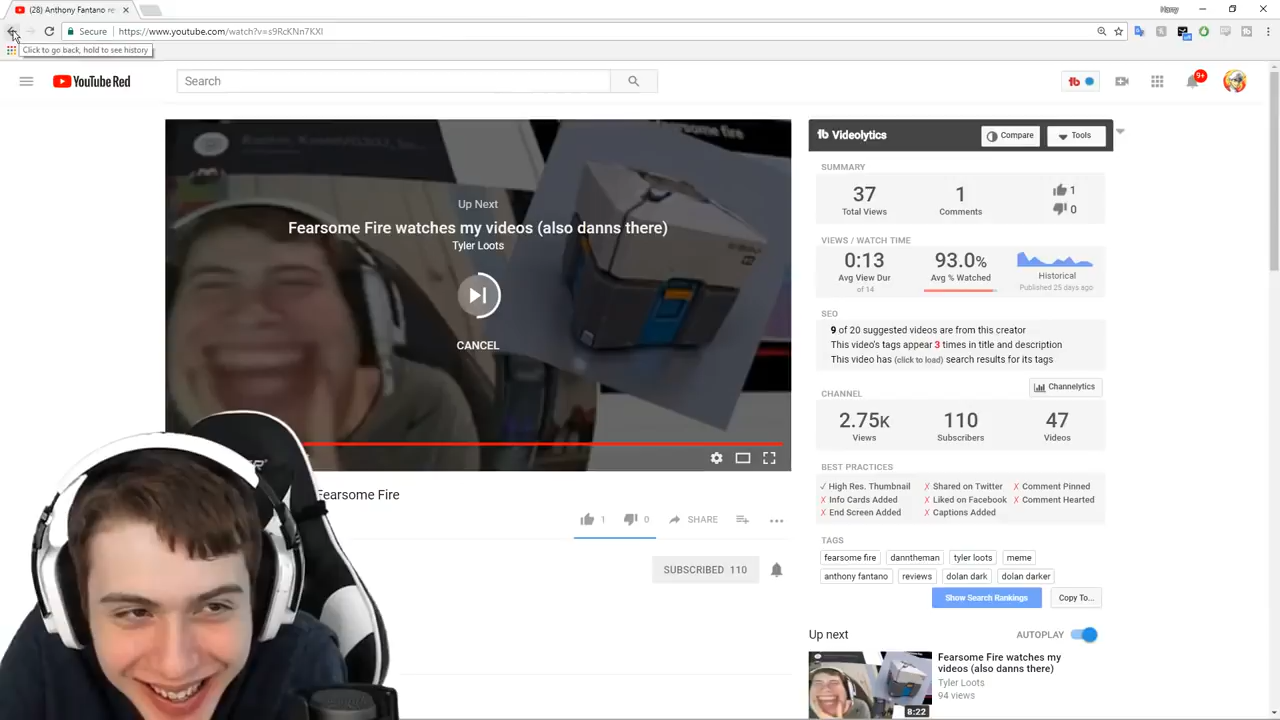 (28) Anthony Fantano re
Harry
Secure
https://www.youtube.com/watch?v=s9RcKNn7KXI
Click to go back, hold to see history
YouTube Red
Search
9+
fearsome fire
Up Next
Fearsome Fire watches my videos (also danns there)
Tyler Loots
CANCEL
Fearsome Fire
1
0
SHARE
SUBSCRIBED 110
Videolytics
Compare
Tools
SUMMARY
37
1
1
Total Views
Comments
0
VIEWS / WATCH TIME
0:13
93.0%
Avg View Dur
Avg % Watched
Historical
of 14
Published 25 days ago
SEO
9 of 20 suggested videos are from this creator
This video's tags appear 3 times in title and description
This video has (click to load) search results for its tags
Channelytics
CHANNEL
2.75K
110
47
Views
Subscribers
Videos
BEST PRACTICES
✓ High Res. Thumbnail
✗ Shared on Twitter
✗ Comment Pinned
✗ Info Cards Added
✗ Liked on Facebook
✗ Comment Hearted
✗ End Screen Added
✗ Captions Added
TAGS
fearsome fire
danntheman
tyler loots
meme
anthony fantano
reviews
dolan dark
dolan darker
Show Search Rankings
Copy To...
Up next
AUTOPLAY
Fearsome Fire watches my
videos (also danns there)
Tyler Loots
94 views
8:22